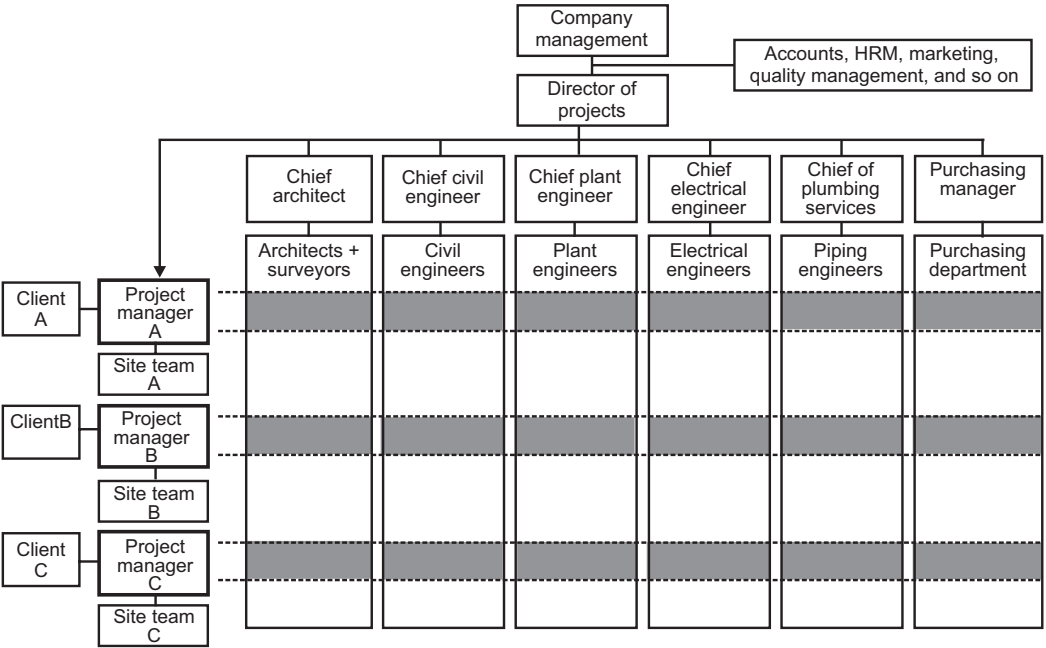 Company
management
Accounts, HRM, marketing,
quality management, and so on
Director of
projects
Chief
architect
Chief civil
engineer
Chief plant
engineer
Chief
electrical
engineer
Chief of
plumbing
services
Purchasing
manager
Architects +
surveyors
Civil
engineers
Plant
engineers
Electrical
engineers
Piping
engineers
Purchasing
department
Client
A
Project
manager
A
Site team
A
ClientB
Project
manager
B
Site team
B
Client
C
Project
manager
C
Site team
C